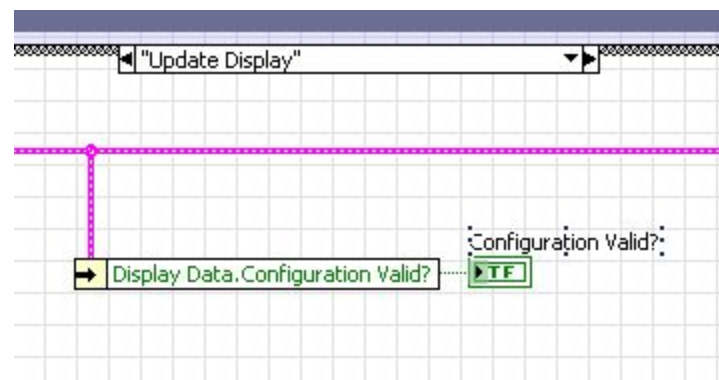 "Update Display"
Configuration Valid?
Display Data.Configuration Valid?
TF